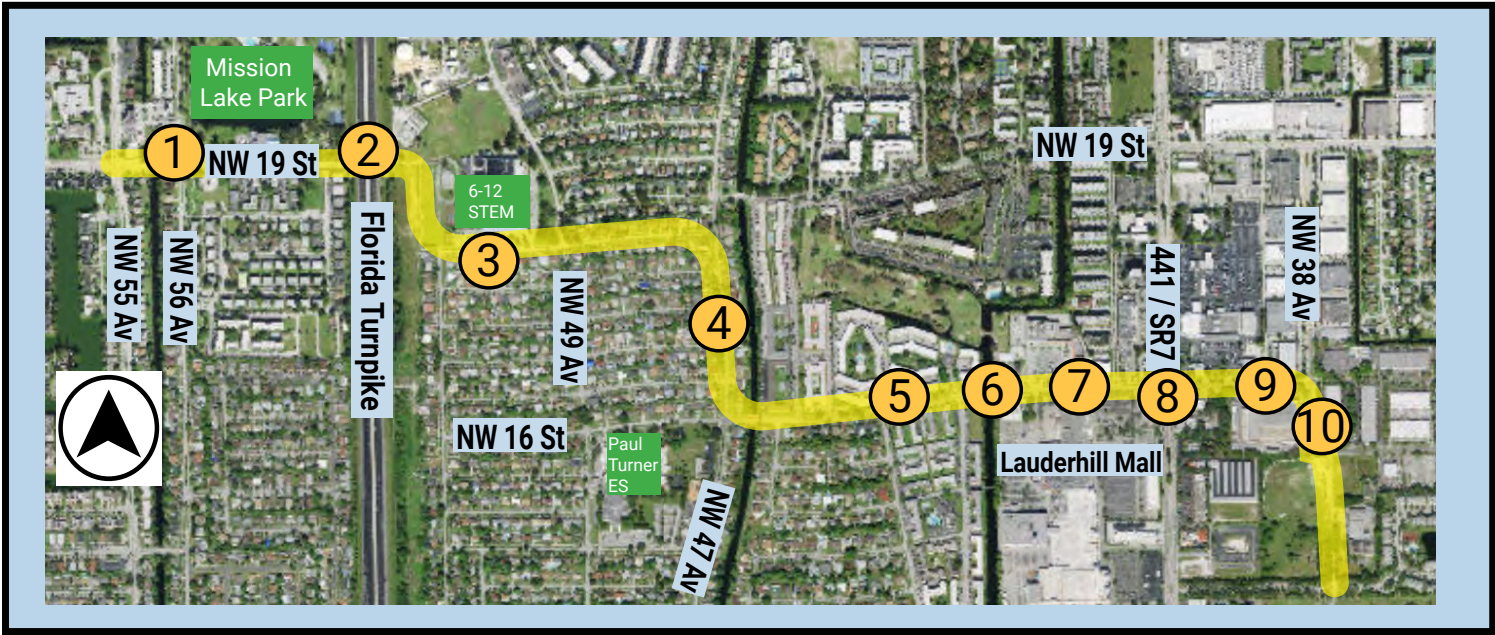 Mission
Lake Park
1
NW 19 St
2
NW 19 St
6-12
STEM
3
Florida Turnpike
NW 55 Av
NW 56 Av
NW 49 Av
4
441 / SR7
NW 38 Av
5
6
7
8
9
10
NW 16 St
Paul
Turner
ES
NW 47 Av
Lauderhill Mall